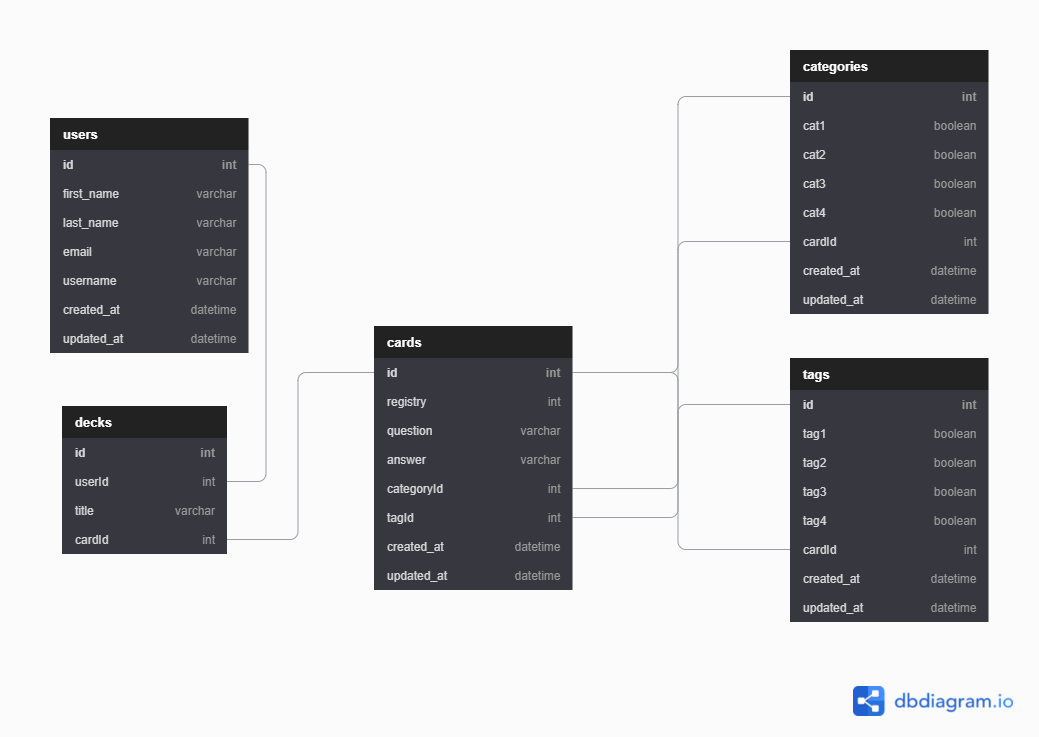 users
id int
first_name varchar
last_name varchar
email varchar
username varchar
created_at datetime
updated_at datetime
decks
id int
userId int
title varchar
cardId int
cards
id int
registry int
question varchar
answer varchar
categoryId int
tagId int
created_at datetime
updated_at datetime
categories
id int
cat1 boolean
cat2 boolean
cat3 boolean
cat4 boolean
cardId int
created_at datetime
updated_at datetime
tags
id int
tag1 boolean
tag2 boolean
tag3 boolean
tag4 boolean
cardId int
created_at datetime
updated_at datetime
dbdiagram.io